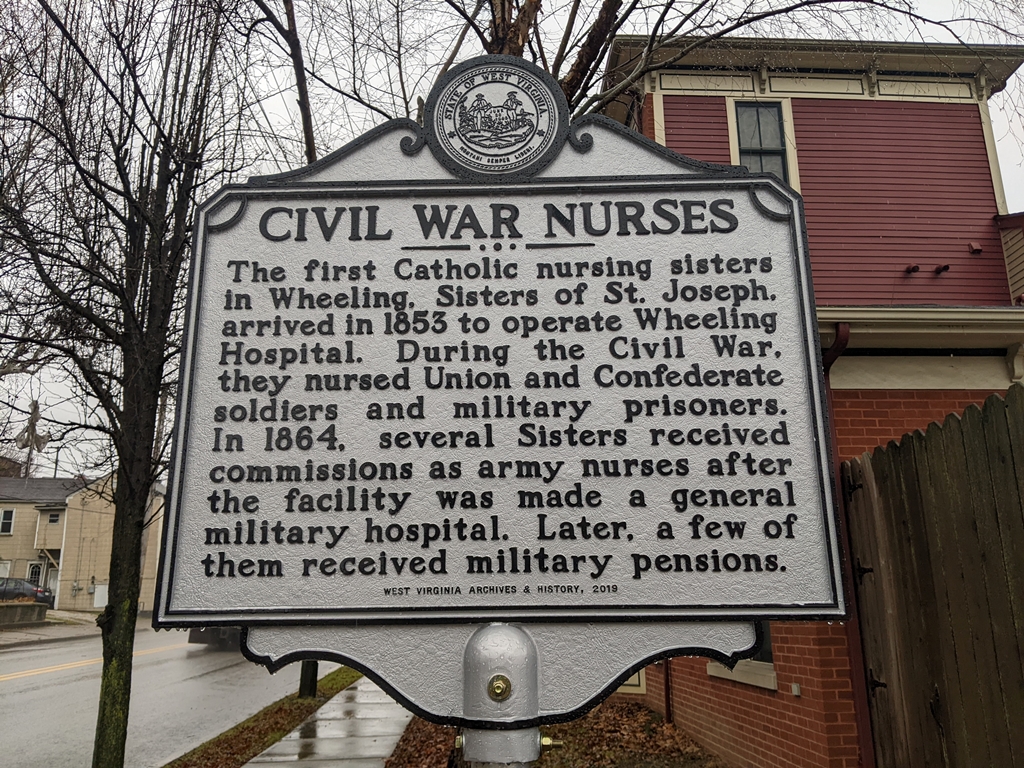 STATE OF WEST VIRGINIA
MONTANI SEMPER LIBERI
CIVIL WAR NURSES
The first Catholic nursing sisters
in Wheeling, Sisters of St. Joseph,
arrived in 1853 to operate Wheeling
Hospital. During the Civil War,
they nursed Union and Confederate
soldiers and military prisoners.
In 1864, several Sisters received
commissions as army nurses after
the facility was made a general
military hospital. Later, a few of
them received military pensions.
WEST VIRGINIA ARCHIVES & HISTORY, 2019